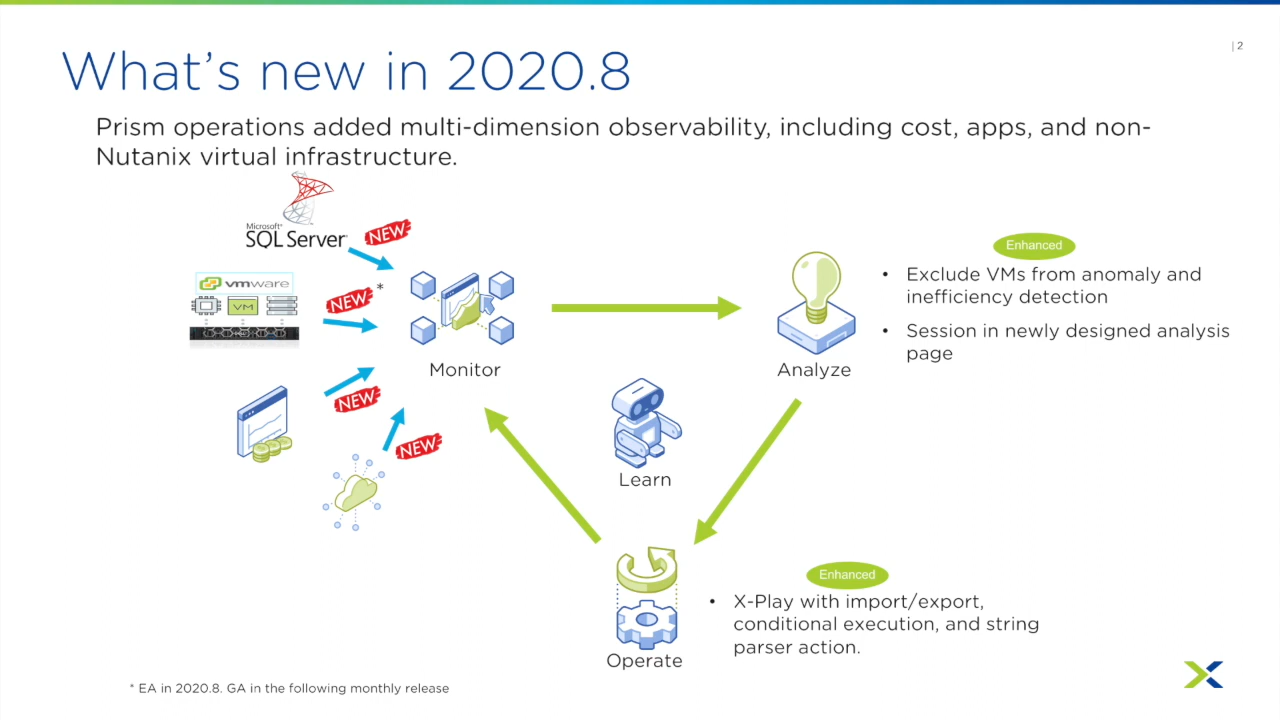 | 2
What's new in 2020.8
Prism operations added multi-dimension observability, including cost, apps, and non-
Nutanix virtual infrastructure.
Microsoft®
SQL Server®
NEW
vmware
VM
NEW
*
Monitor
NEW
NEW
Analyze
Enhanced
• Exclude VMs from anomaly and
inefficiency detection
• Session in newly designed analysis
page
Learn
Operate
Enhanced
• X-Play with import/export,
conditional execution, and string
parser action.
* EA in 2020.8. GA in the following monthly release